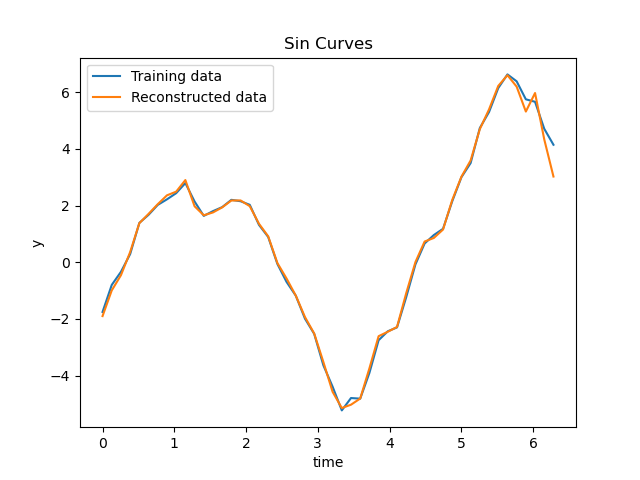 Sin Curves
Training data
Reconstructed data
y
6
4
2
0
−2
−4
0 1 2 3 4 5 6
time